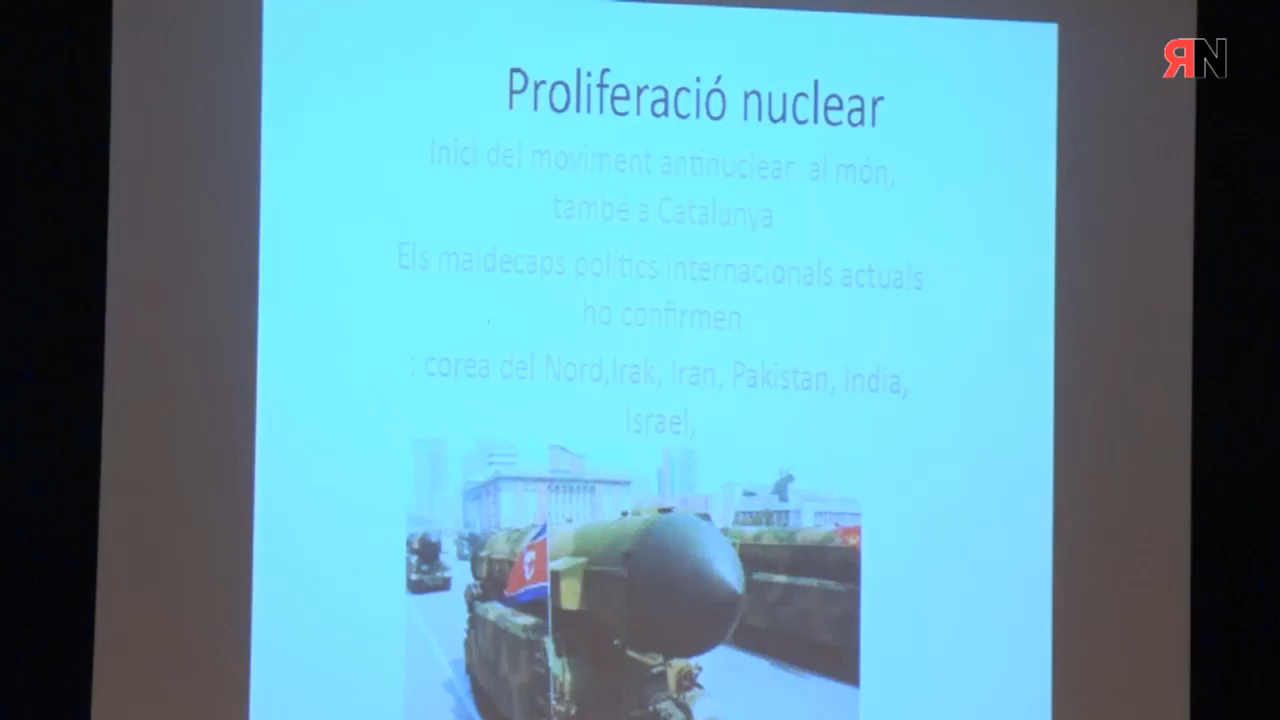 ЯN
Proliferació nuclear
Inici del moviment antinuclear al món,
també a Catalunya
Els maldecaps polítics internacionals actuals
ho confirmen
: corea del Nord,Irak, Iran, Pakistan, India,
Israel,